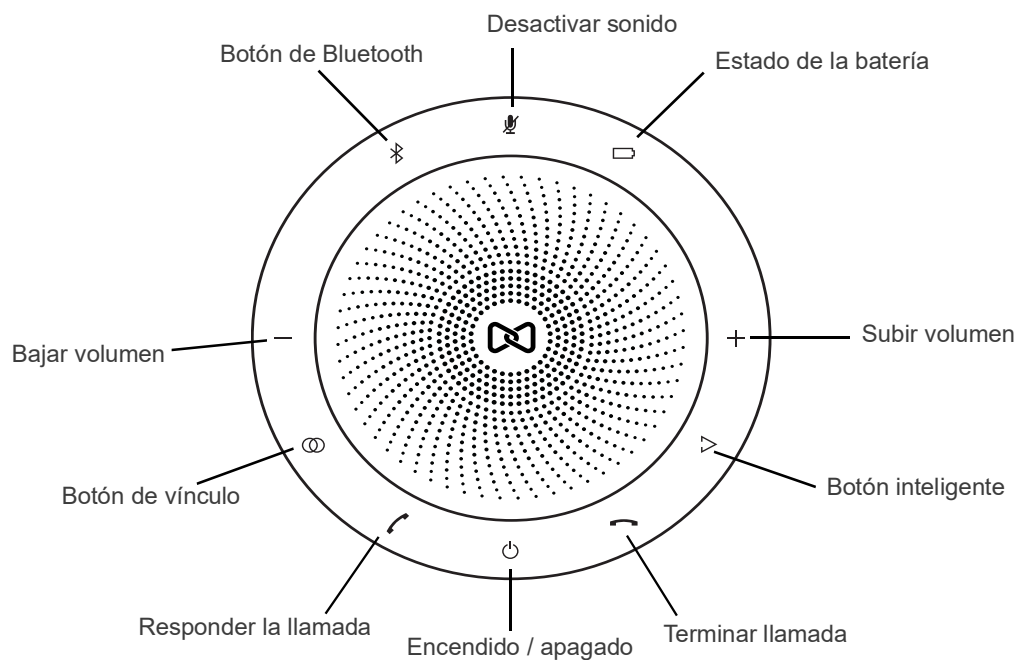 Desactivar sonido
Botón de Bluetooth
Estado de la batería
Subir volumen
Bajar volumen
Botón inteligente
Botón de vínculo
Responder la llamada
Terminar llamada
Encendido / apagado